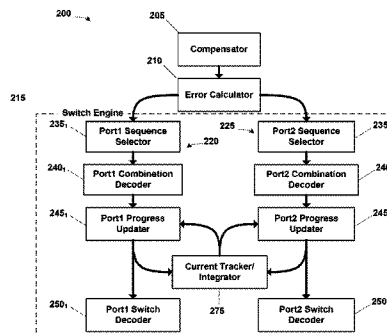 200
205
Compensator
210
Error Calculator
215
Switch Engine
235
Port1 Sequence Selector
220
225
Port2 Sequence Selector
235
240
Port1 Combination Decoder
Port2 Combination Decoder
240
245
Port1 Progress Updater
Port2 Progress Updater
245
Current Tracker/ Integrator
275
250
Port1 Switch Decoder
Port2 Switch Decoder
250